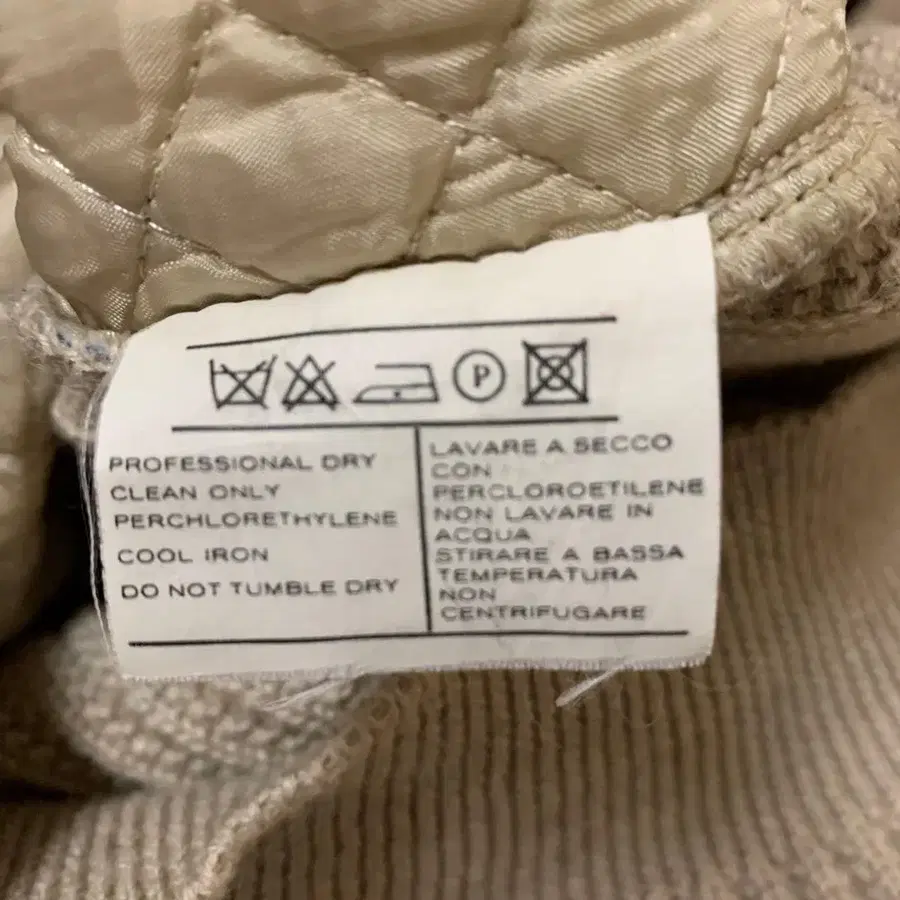 P
PROFESSIONAL DRY
CLEAN ONLY
PERCHLORETHYLENE
COOL IRON
DO NOT TUMBLE DRY
LAVARE A SECCO
CON
PERCLOROETILENE
NON LAVARE IN
ACQUA
STIRARE A BASSA
TEMPERATURA
NON
CENTRIFUGARE